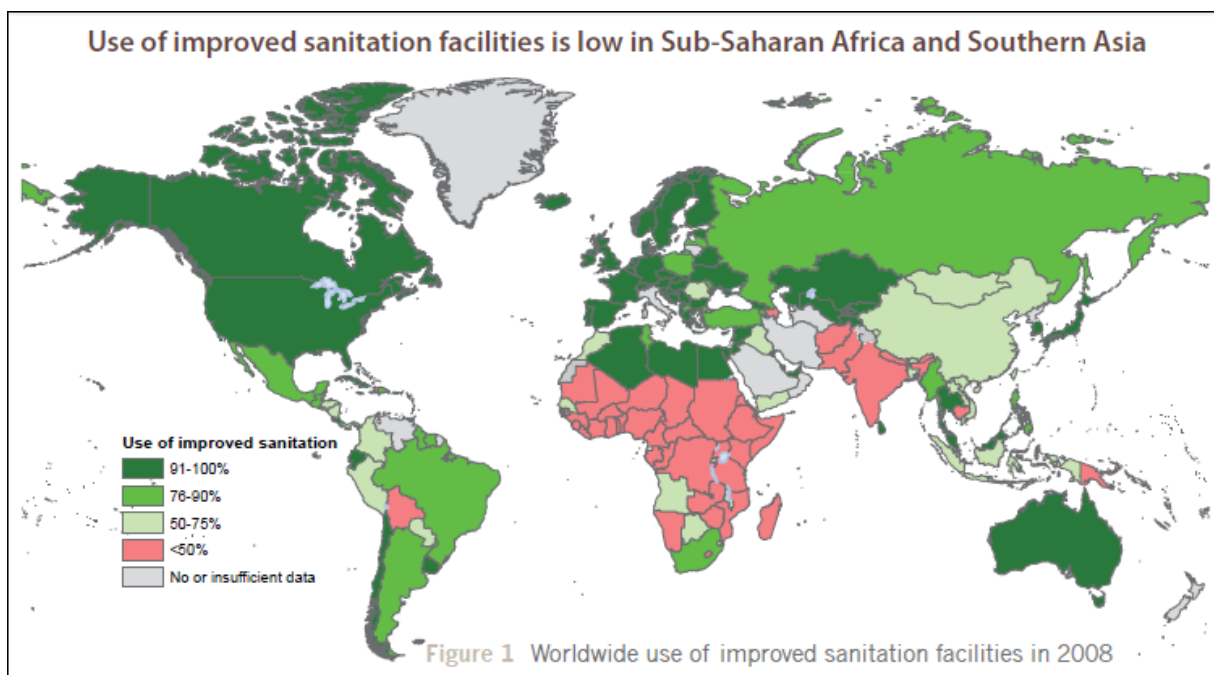 Use of improved sanitation facilities is low in Sub-Saharan Africa and Southern Asia
Use of improved sanitation
91-100%
76-90%
50-75%
<50%
No or insufficient data
Figure 1 Worldwide use of improved sanitation facilities in 2008